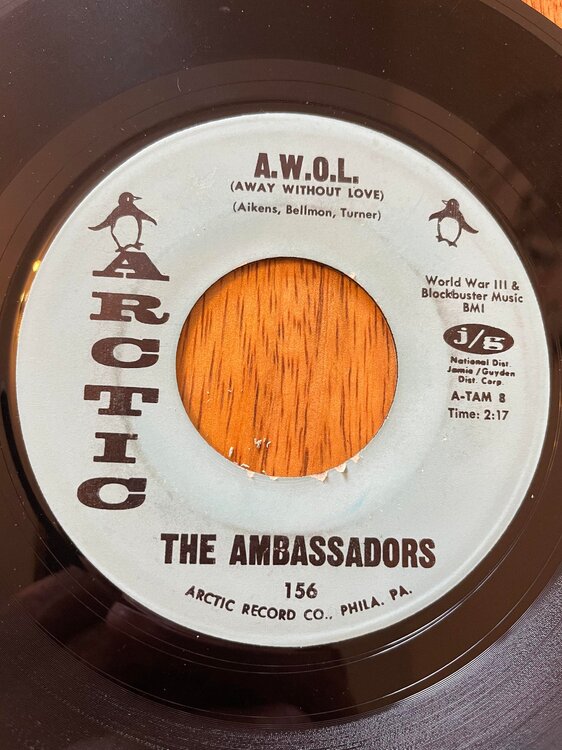 A.W.O.L.
(AWAY WITHOUT LOVE)
(Aikens, Bellmon, Turner)
ARCTIC
World War III &
Blockbuster Music
BMI
j/g
National Dist.
Jamie/Guyden
Dist. Corp.
A-TAM 8
Time: 2:17
THE AMBASSADORS
156
ARCTIC RECORD CO., PHILA. PA.